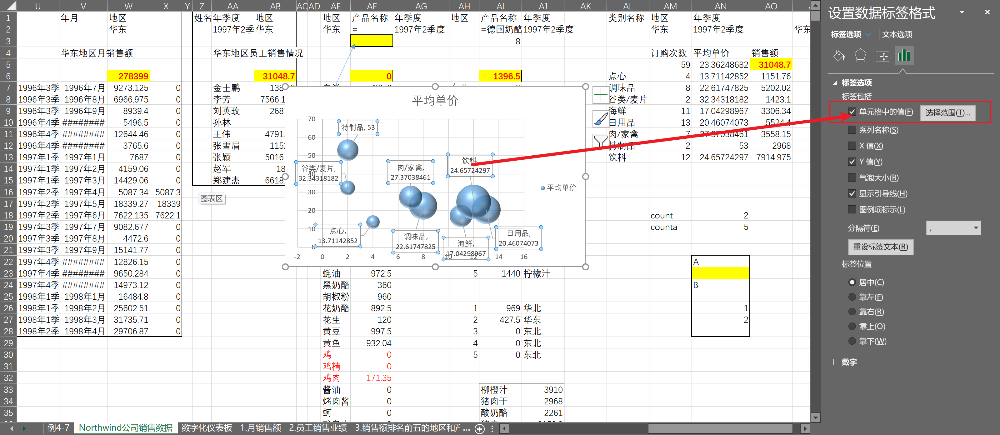 U V W X Y Z AA AB AC AD AE AF AG AH AI AJ AK AL AM AN AO
1 年月 地区 姓名 年季度 地区 地区 产品名称 年季度 地区 产品名称 年季度 类别名称 地区 年季度
2 华东 1997年2季 华东 华东 = 1997年2季度 =德国奶酪 1997年2季度 华东 1997年2季度 华东
3 8
4 华东地区月销售额 华东地区员工销售情况 订购次数 平均单价 销售额
5 59 23.36248682 31048.7
6 278399 31048.7 0 1396.5 点心 4 13.71142852 1151.76
7 1996年3季 1996年7月 9273.125 0 金士鹏 138 调味品 8 22.61747825 5202.02
8 1996年3季 1996年8月 6966.975 0 李芳 7566.1 谷类/麦片 2 32.34318182 1423.1
9 1996年3季 1996年9月 8939.4 0 刘英玫 268 海鲜 11 17.04298967 3306.34
10 1996年4季 ######## 5496.5 0 孙林 日用品 13 20.46074073 5524.4
11 1996年4季 ######## 12644.46 0 王伟 4791. 肉/家禽 7 27.37038461 3558.15
12 1996年4季 ######## 3765.6 0 张雪眉 115 特制品 2 53 2968
13 1997年1季 1997年1月 7687 0 张颖 5016. 饮料 12 24.65724297 7914.975
14 1997年1季 1997年2月 4159.06 0 赵军 18
15 1997年1季 1997年3月 14429.06 0 郑建杰 6618.
16 1997年2季 1997年4月 5087.34 5087.3
17 1997年2季 1997年5月 18339.27 18339
18 1997年2季 1997年6月 7622.135 7622.1 count 2
19 1997年3季 1997年7月 9082.677 0 counta 5
20 1997年3季 1997年8月 4472.6 0
21 1997年3季 1997年9月 15141.77 0
22 1997年4季 ######## 12826.15 0 A
23 1997年4季 ######## 9650.284 0 蚝油 972.5 5 1440 柠檬汁
24 1997年4季 ######## 14973.12 0 黑奶酪 360 B
25 1998年1季 1998年1月 16484.8 0 胡椒粉 960
26 1998年1季 1998年2月 25602.51 0 花奶酪 892.5 1 969 华北 1
27 1998年1季 1998年3月 31735.71 0 花生 120 2 427.5 华东 2
28 1998年2季 1998年4月 29706.87 0 黄豆 997.5 3 0 东北
29 黄鱼 932.04 4 0 东北
30 鸡 0 5 0 东北
31 鸡精 0
32 鸡肉 171.35
33 酱油 0 柳橙汁 3910
34 烤肉酱 0 猪肉干 2968
35 蚵 0 酸奶酪 2261
平均单价
70
60
50
40
30
20
10
0
-2 0 2 4 6 8 10 12 14 16
特制品, 53
谷类/麦片,
32.34318182
肉/家禽,
27.37038461
饮料,
24.65724297
点心,
13.71142852
调味品,
22.61747825
海鲜,
17.04298967
日用品,
20.46074073
平均单价
图表区
例4-7 Northwind公司销售数据 数字化仪表板 1.月销售额 2.员工销售业绩 3.销售额排名前五的地区和产 ...
设置数据标签格式
标签选项 文本选项
标签选项
标签包括
单元格中的值(F) 选择范围(T)...
系列名称(S)
X 值(X)
Y 值(Y)
气泡大小(B)
显示引导线(H)
图例项标示(L)
分隔符(E) ,
重设标签文本(R)
标签位置
居中(C)
靠左(F)
靠右(R)
靠上(O)
靠下(W)
数字